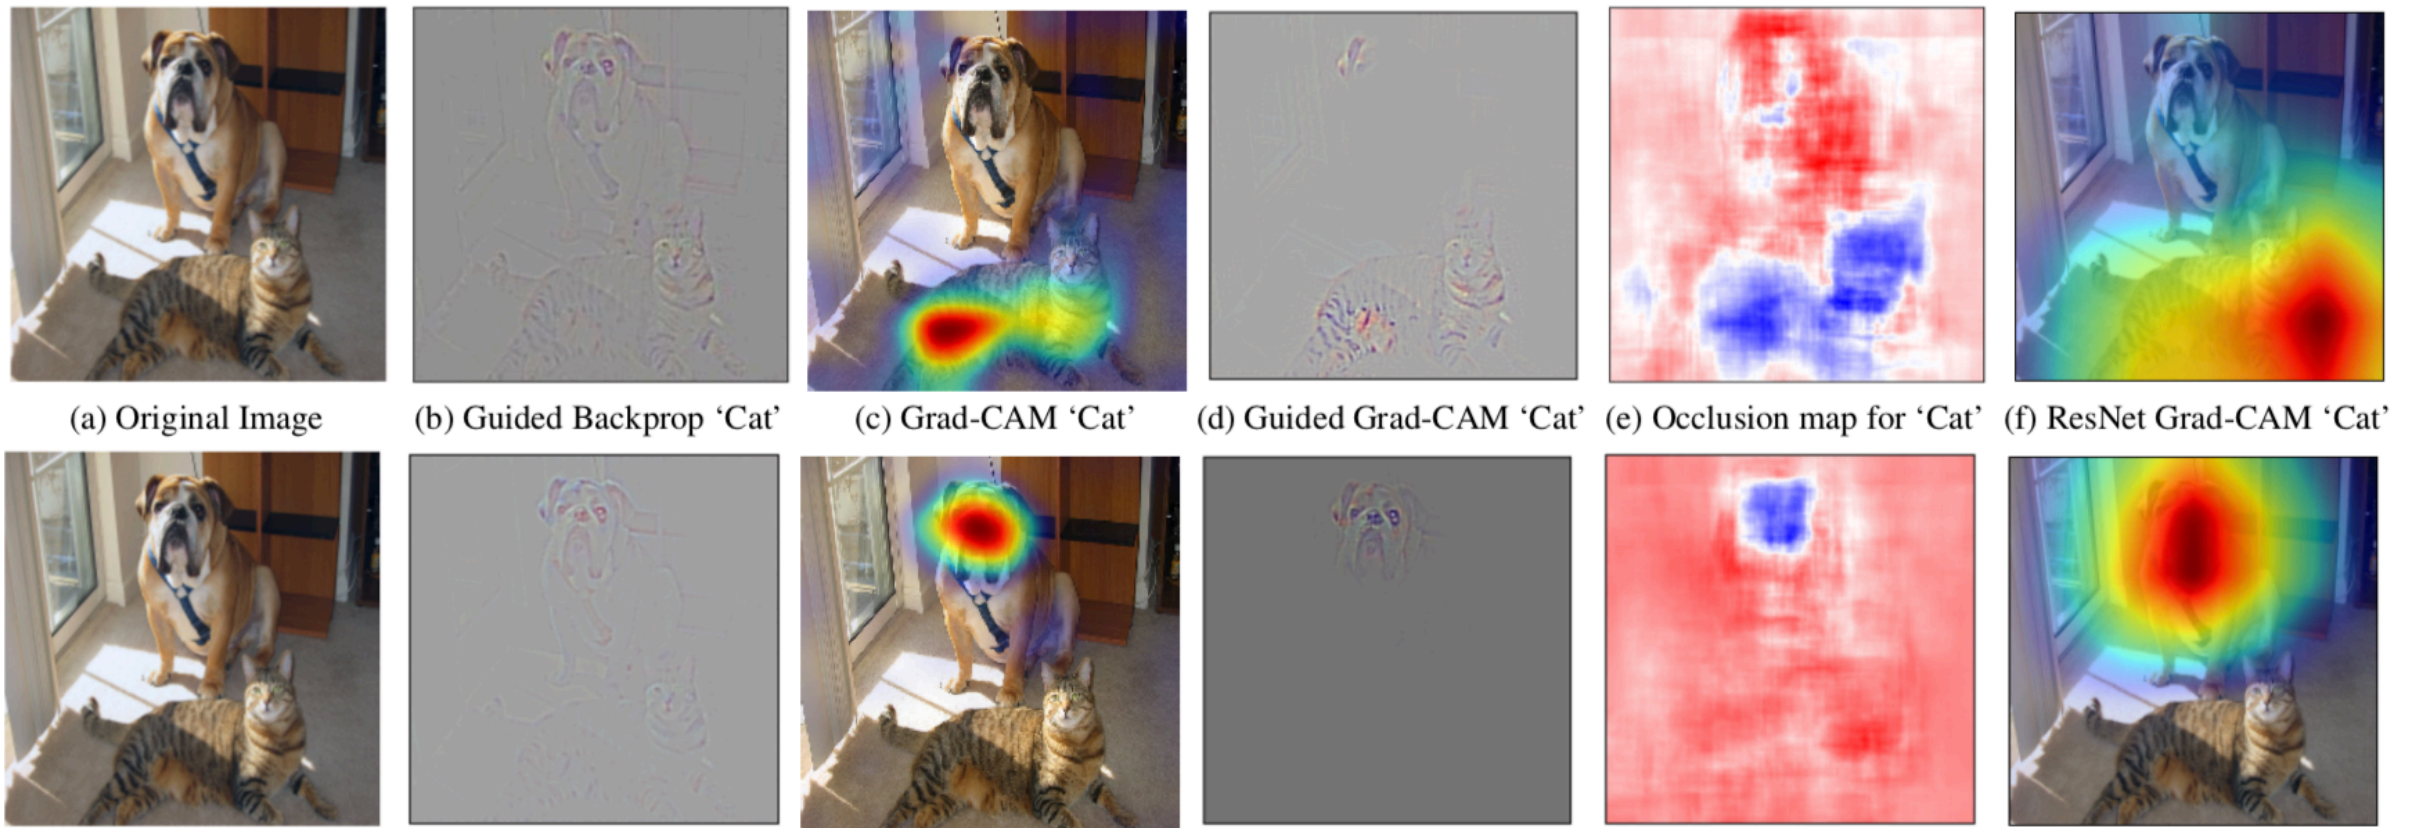 (a) Original Image
(b) Guided Backprop ‘Cat’
(c) Grad-CAM ‘Cat’
(d) Guided Grad-CAM ‘Cat’
(e) Occlusion map for ‘Cat’
(f) ResNet Grad-CAM ‘Cat’